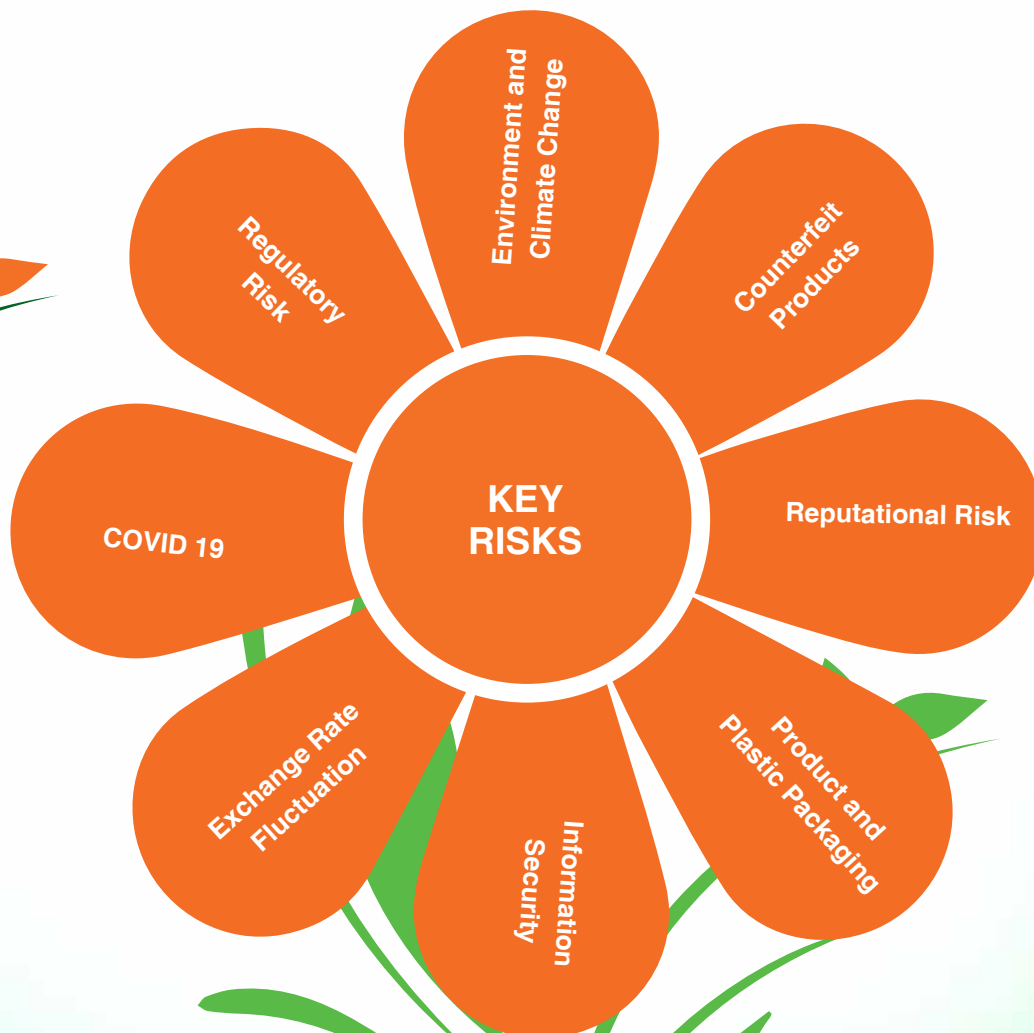 KEY
RISKS
Environment and
Climate Change
Counterfeit
Products
Reputational Risk
Product and
Plastic Packaging
Information
Security
Exchange Rate
Fluctuation
COVID 19
Regulatory
Risk